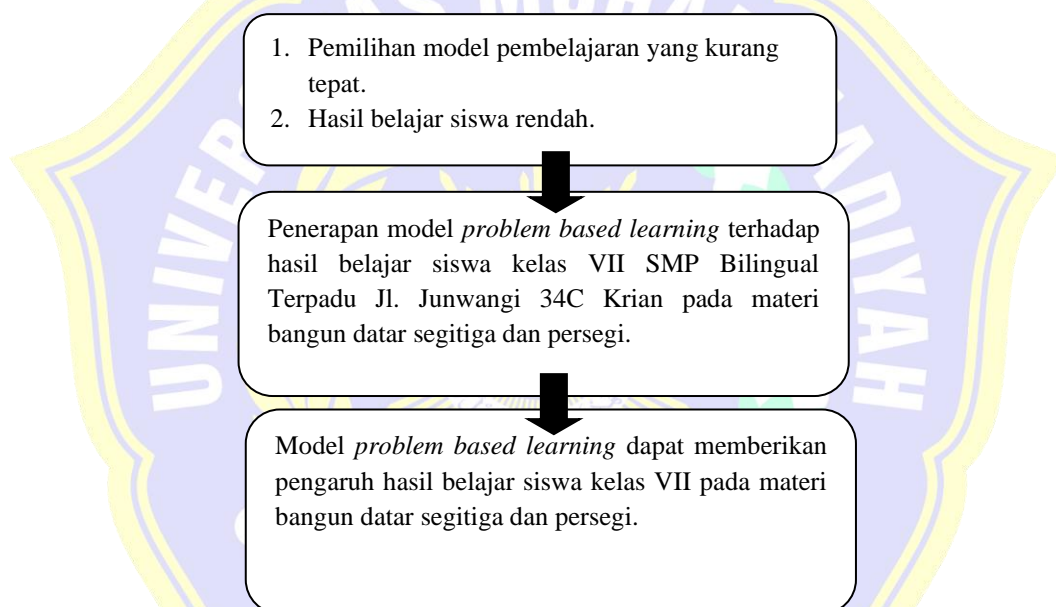 UNIVERSITAS MUHAMMADIYAH
1. Pemilihan model pembelajaran yang kurang
tepat.
2. Hasil belajar siswa rendah.
Penerapan model problem based learning terhadap
hasil belajar siswa kelas VII SMP Bilingual
Terpadu Jl. Junwangi 34C Krian pada materi
bangun datar segitiga dan persegi.
Model problem based learning dapat memberikan
pengaruh hasil belajar siswa kelas VII pada materi
bangun datar segitiga dan persegi.